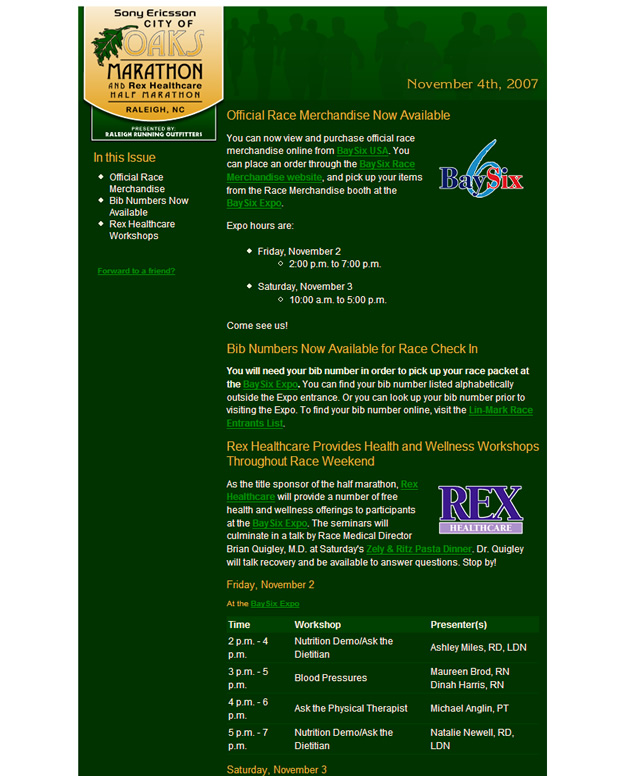 Sony Ericsson
CITY OF
OAKS
MARATHON
AND Rex Healthcare
HALF MARATHON
RALEIGH, NC
PRESENTED BY:
RALEIGH RUNNING OUTFITTERS
November 4th, 2007
In this Issue
Official Race
Merchandise
Bib Numbers Now
Available
Rex Healthcare
Workshops
Forward to a friend?
Official Race Merchandise Now Available
You can now view and purchase official race
merchandise online from BaySix USA. You
can place an order through the BaySix Race
Merchandise website, and pick up your items
from the Race Merchandise booth at the
BaySix Expo.
BaySix
Expo hours are:
Friday, November 2
2:00 p.m. to 7:00 p.m.
Saturday, November 3
10:00 a.m. to 5:00 p.m.
Come see us!
Bib Numbers Now Available for Race Check In
You will need your bib number in order to pick up your race packet at
the BaySix Expo. You can find your bib number listed alphabetically
outside the Expo entrance. Or you can look up your bib number prior to
visiting the Expo. To find your bib number online, visit the Lin-Mark Race
Entrants List.
Rex Healthcare Provides Health and Wellness Workshops
Throughout Race Weekend
As the title sponsor of the half marathon, Rex
Healthcare will provide a number of free
health and wellness offerings to participants
at the BaySix Expo. The seminars will
culminate in a talk by Race Medical Director
Brian Quigley, M.D. at Saturday's Zely & Ritz Pasta Dinner. Dr. Quigley
will talk recovery and be available to answer questions. Stop by!
REX
HEALTHCARE
Friday, November 2
At the BaySix Expo
Time Workshop Presenter(s)
2 p.m. - 4 p.m. Nutrition Demo/Ask the Dietitian Ashley Miles, RD, LDN
3 p.m. - 5 p.m. Blood Pressures Maureen Brod, RN Dinah Harris, RN
4 p.m. - 6 p.m. Ask the Physical Therapist Michael Anglin, PT
5 p.m. - 7 p.m. Nutrition Demo/Ask the Dietitian Natalie Newell, RD, LDN
Saturday, November 3